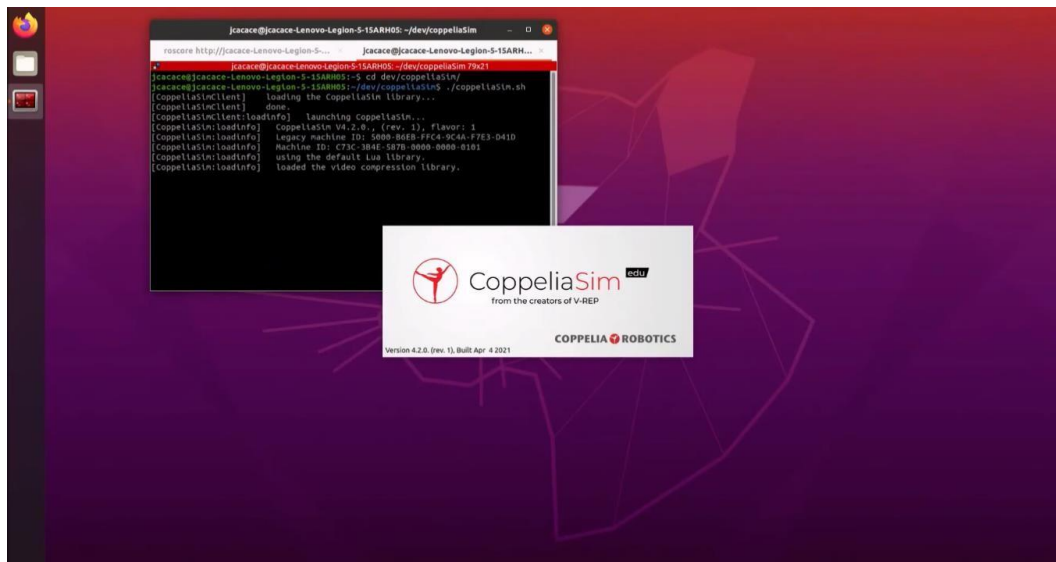 jcacace@jcacace-Lenovo-Legion-5-15ARH05: ~/dev/coppeliaSim
roscore http://jcacace-Lenovo-Legion-5-...
jcacace@jcacace-Lenovo-Legion-5-15ARH...
jcacace@jcacace-Lenovo-Legion-5-15ARH05: ~/dev/coppeliaSim 79x21
jcacace@jcacace-Lenovo-Legion-5-15ARH05:~$ cd dev/coppeliaSim/
jcacace@jcacace-Lenovo-Legion-5-15ARH05:~/dev/coppeliaSim$ ./coppeliaSim.sh
[CoppeliaSimClient]    loading the CoppeliaSim library...
[CoppeliaSimClient]    done.
[CoppeliaSimClient:loadinfo]   launching CoppeliaSim...
[CoppeliaSim:loadinfo]   CoppeliaSim V4.2.0., (rev. 1), flavor: 1
[CoppeliaSim:loadinfo]   Legacy machine ID: 5000-B6EB-FFC4-9C4A-F7E3-D41D
[CoppeliaSim:loadinfo]   Machine ID: C73C-3B4E-587B-0000-0000-0101
[CoppeliaSim:loadinfo]   using the default Lua library.
[CoppeliaSim:loadinfo]   loaded the video compression library.
CoppeliaSim edu
from the creators of V-REP
COPPELIA ROBOTICS
Version 4.2.0. (rev. 1), Built Apr 4 2021